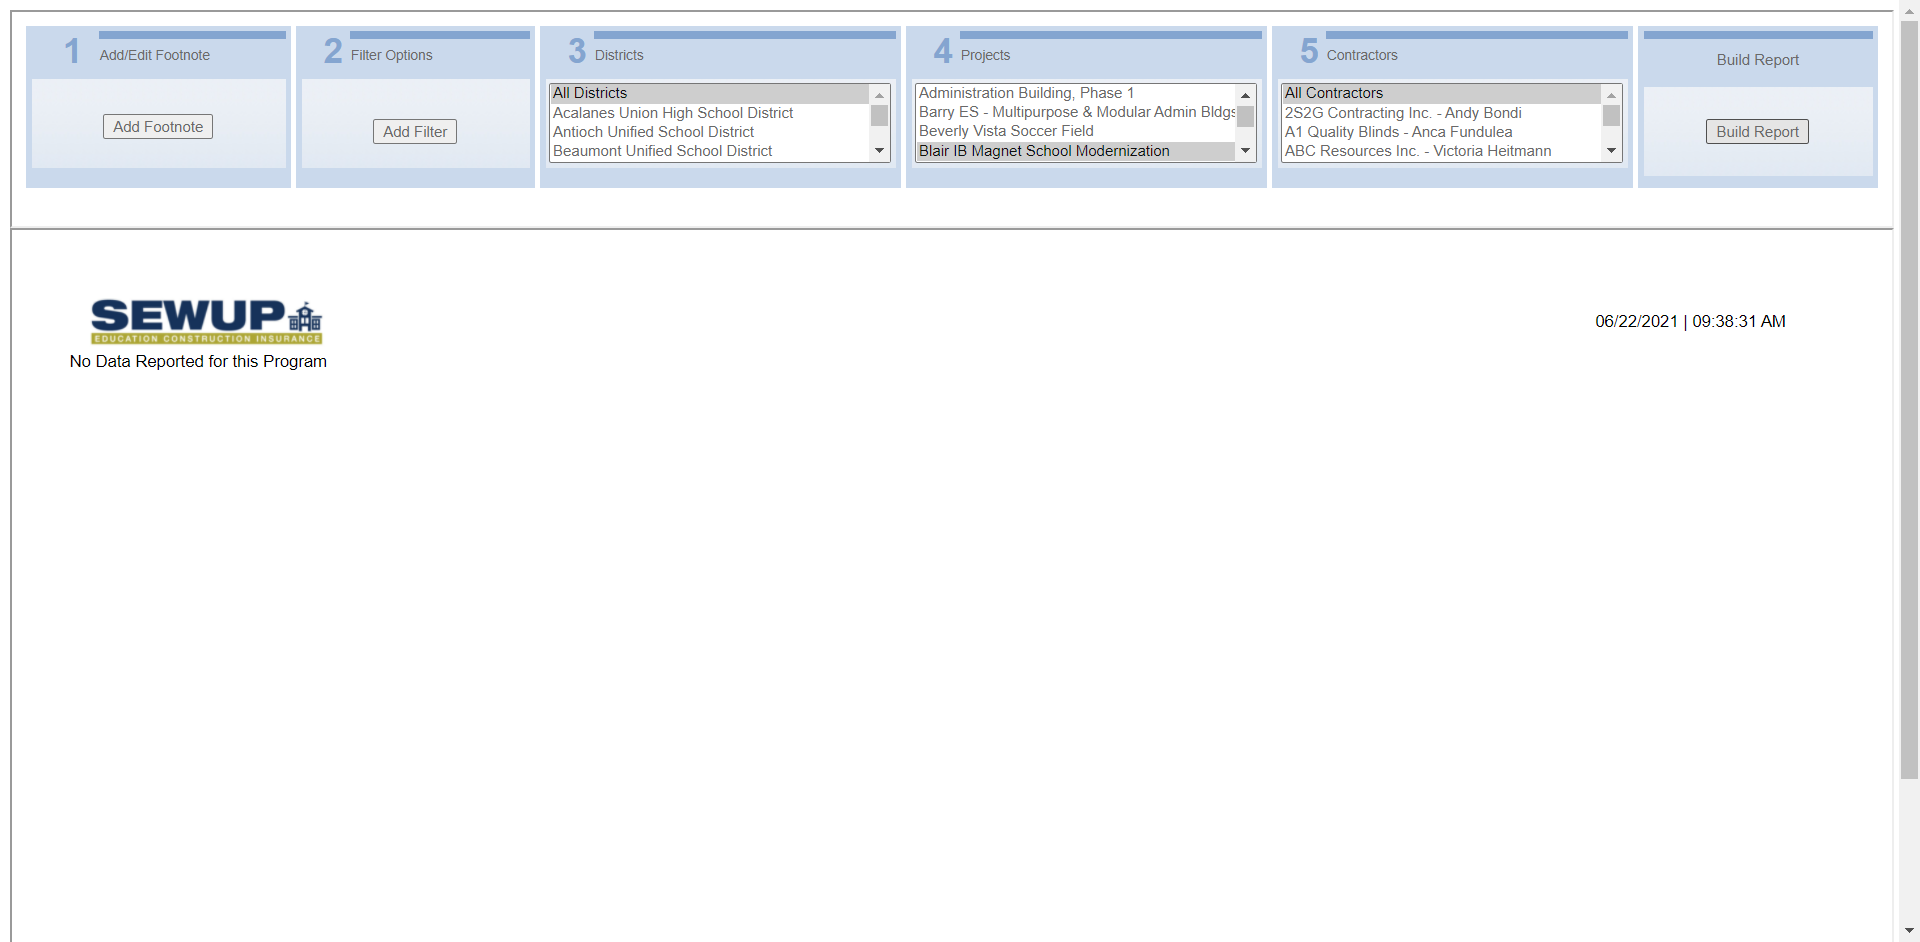 1 Add/Edit Footnote
Add Footnote
2 Filter Options
Add Filter
3 Districts
All Districts
Acalanes Union High School District
Antioch Unified School District
Beaumont Unified School District
4 Projects
Administration Building, Phase 1
Barry ES - Multipurpose & Modular Admin Bldgs
Beverly Vista Soccer Field
Blair IB Magnet School Modernization
5 Contractors
All Contractors
2S2G Contracting Inc. - Andy Bondi
A1 Quality Blinds - Anca Fundulea
ABC Resources Inc. - Victoria Heitmann
Build Report
Build Report
SEWUP
EDUCATION CONSTRUCTION INSURANCE
06/22/2021 | 09:38:31 AM
No Data Reported for this Program